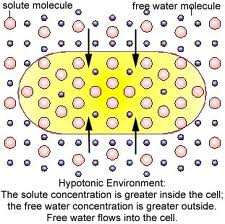 solute molecule
free water molecule
Hypotonic Environment:
The solute concentration is greater inside the cell;
the free water concentration is greater outside.
Free water flows into the cell.